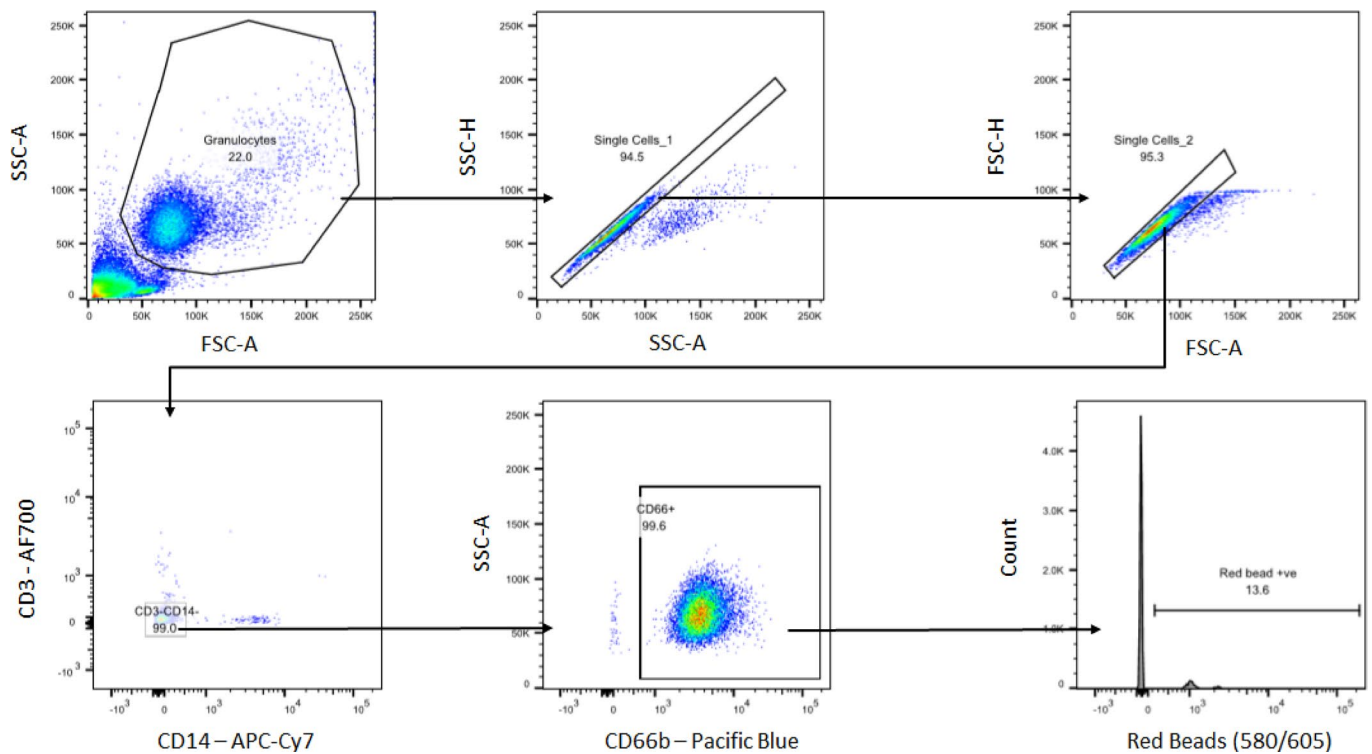 250K
200K
150K
100K
50K
0
SSC-A
Granulocytes
22.0
0 50K 100K 150K 200K 250K
FSC-A
250K
200K
150K
100K
50K
0
SSC-H
Single Cells_1
94.5
0 50K 100K 150K 200K 250K
SSC-A
250K
200K
150K
100K
50K
0
FSC-H
Single Cells_2
95.3
0 50K 100K 150K 200K 250K
FSC-A
10^5
10^4
10^3
0
-10^3
CD3 - AF700
CD3-CD14-
99.0
-10^3 0 10^3 10^4 10^5
CD14 – APC-Cy7
250K
200K
150K
100K
50K
0
SSC-A
CD66+
99.6
-10^3 0 10^3 10^4 10^5
CD66b – Pacific Blue
4.0K
3.0K
2.0K
1.0K
0
Count
Red bead +ve
13.6
-10^3 0 10^3 10^4 10^5
Red Beads (580/605)